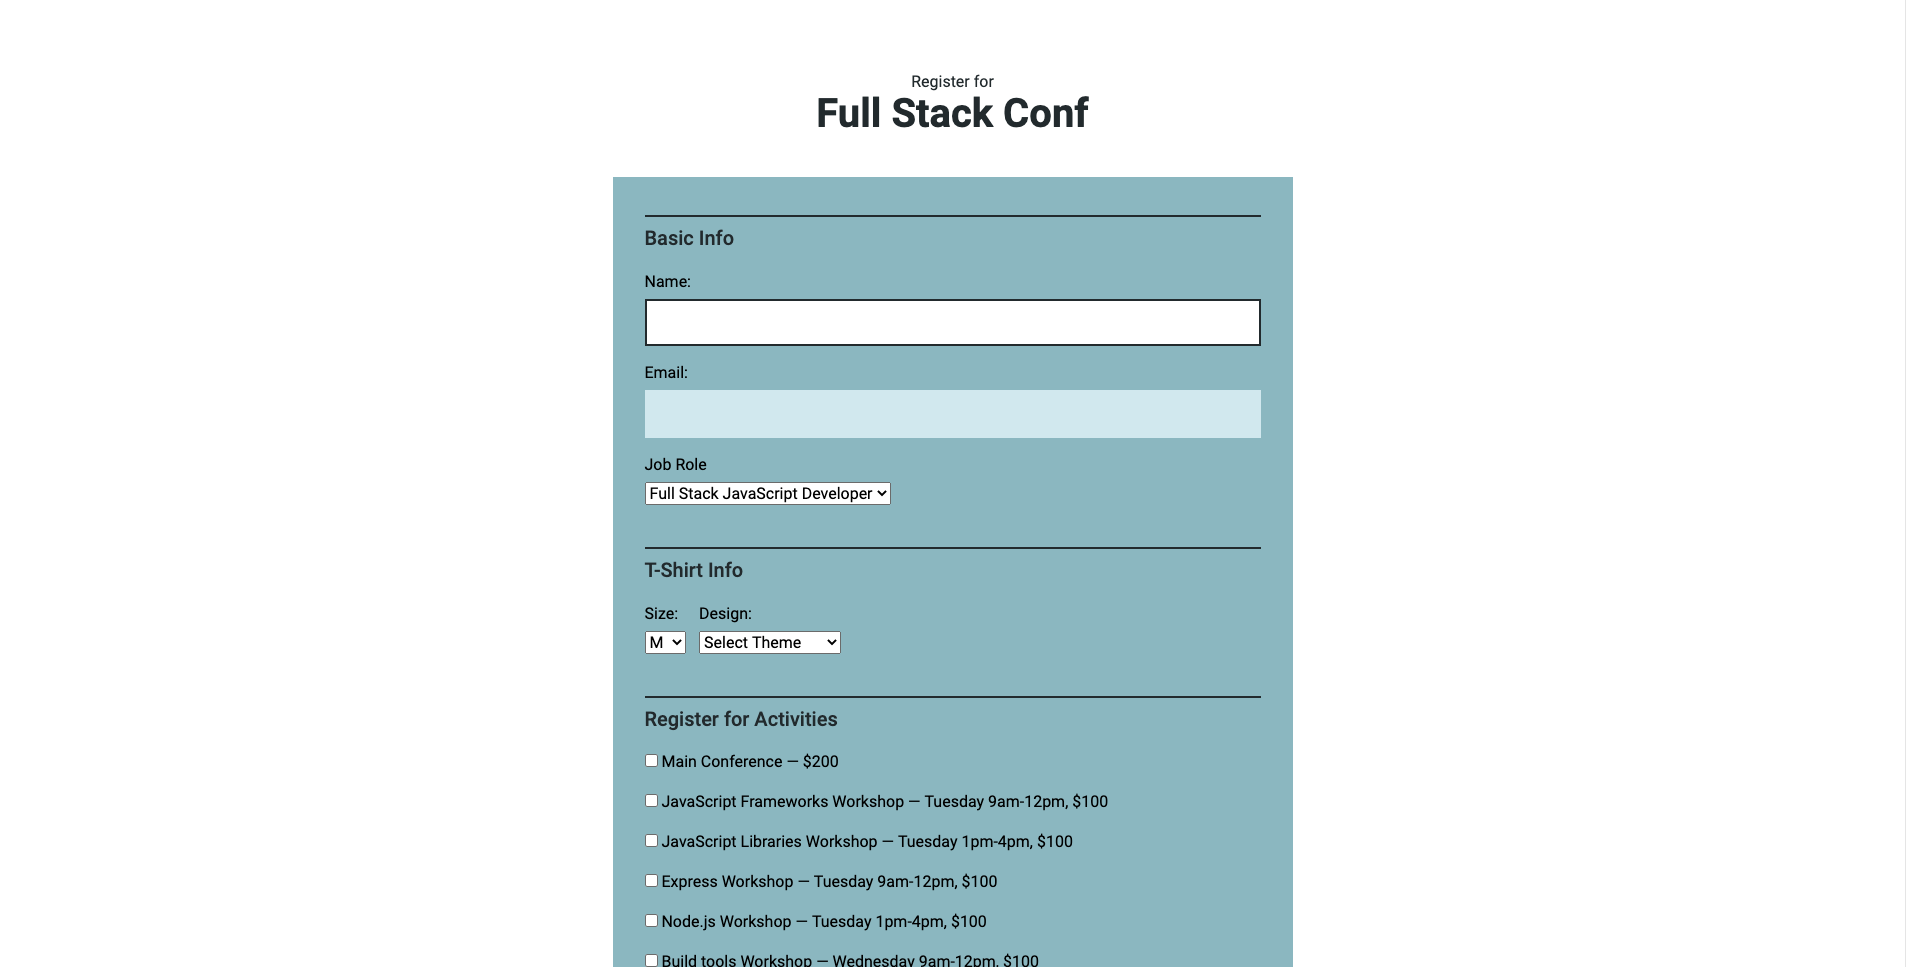 Register for
Full Stack Conf
Basic Info
Name:
Email:
Job Role
Full Stack JavaScript Developer
T-Shirt Info
Size: Design:
M Select Theme
Register for Activities
Main Conference — $200
JavaScript Frameworks Workshop — Tuesday 9am-12pm, $100
JavaScript Libraries Workshop — Tuesday 1pm-4pm, $100
Express Workshop — Tuesday 9am-12pm, $100
Node.js Workshop — Tuesday 1pm-4pm, $100
Build tools Workshop — Wednesday 9am-12pm, $100